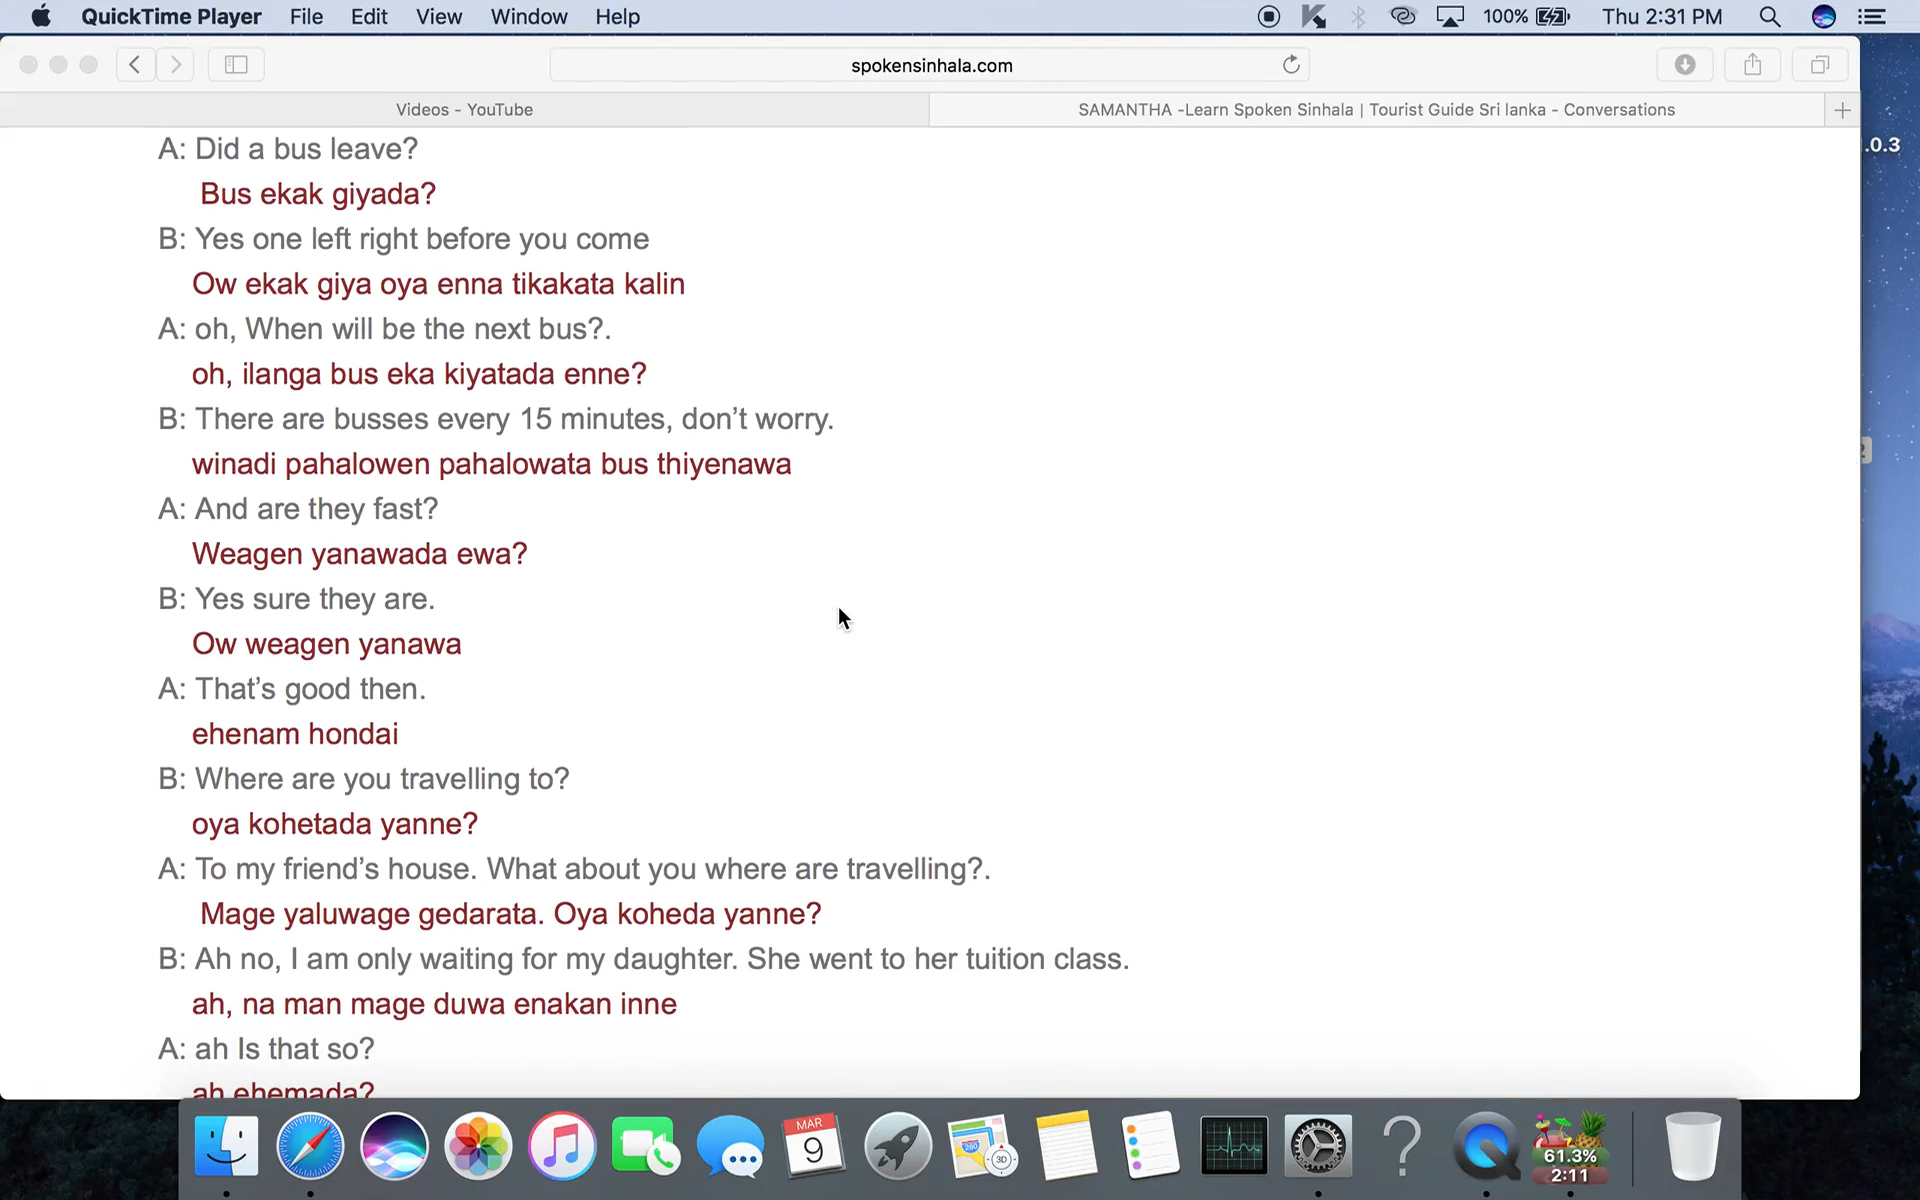 QuickTime Player File Edit View Window Help 100% Thu 2:31 PM
spokensinhala.com
Videos - YouTube
SAMANTHA -Learn Spoken Sinhala | Tourist Guide Sri lanka - Conversations
.0.3
A: Did a bus leave?
Bus ekak giyada?
B: Yes one left right before you come
Ow ekak giya oya enna tikakata kalin
A: oh, When will be the next bus?.
oh, ilanga bus eka kiyatada enne?
B: There are busses every 15 minutes, don’t worry.
winadi pahalowen pahalowata bus thiyenawa
A: And are they fast?
Weagen yanawada ewa?
B: Yes sure they are.
Ow weagen yanawa
A: That’s good then.
ehenam hondai
B: Where are you travelling to?
oya kohetada yanne?
A: To my friend’s house. What about you where are travelling?.
Mage yaluwage gedarata. Oya koheda yanne?
B: Ah no, I am only waiting for my daughter. She went to her tuition class.
ah, na man mage duwa enakan inne
A: ah Is that so?
ah ehemada?
MAR
9
280
3D
61.3%
2:11